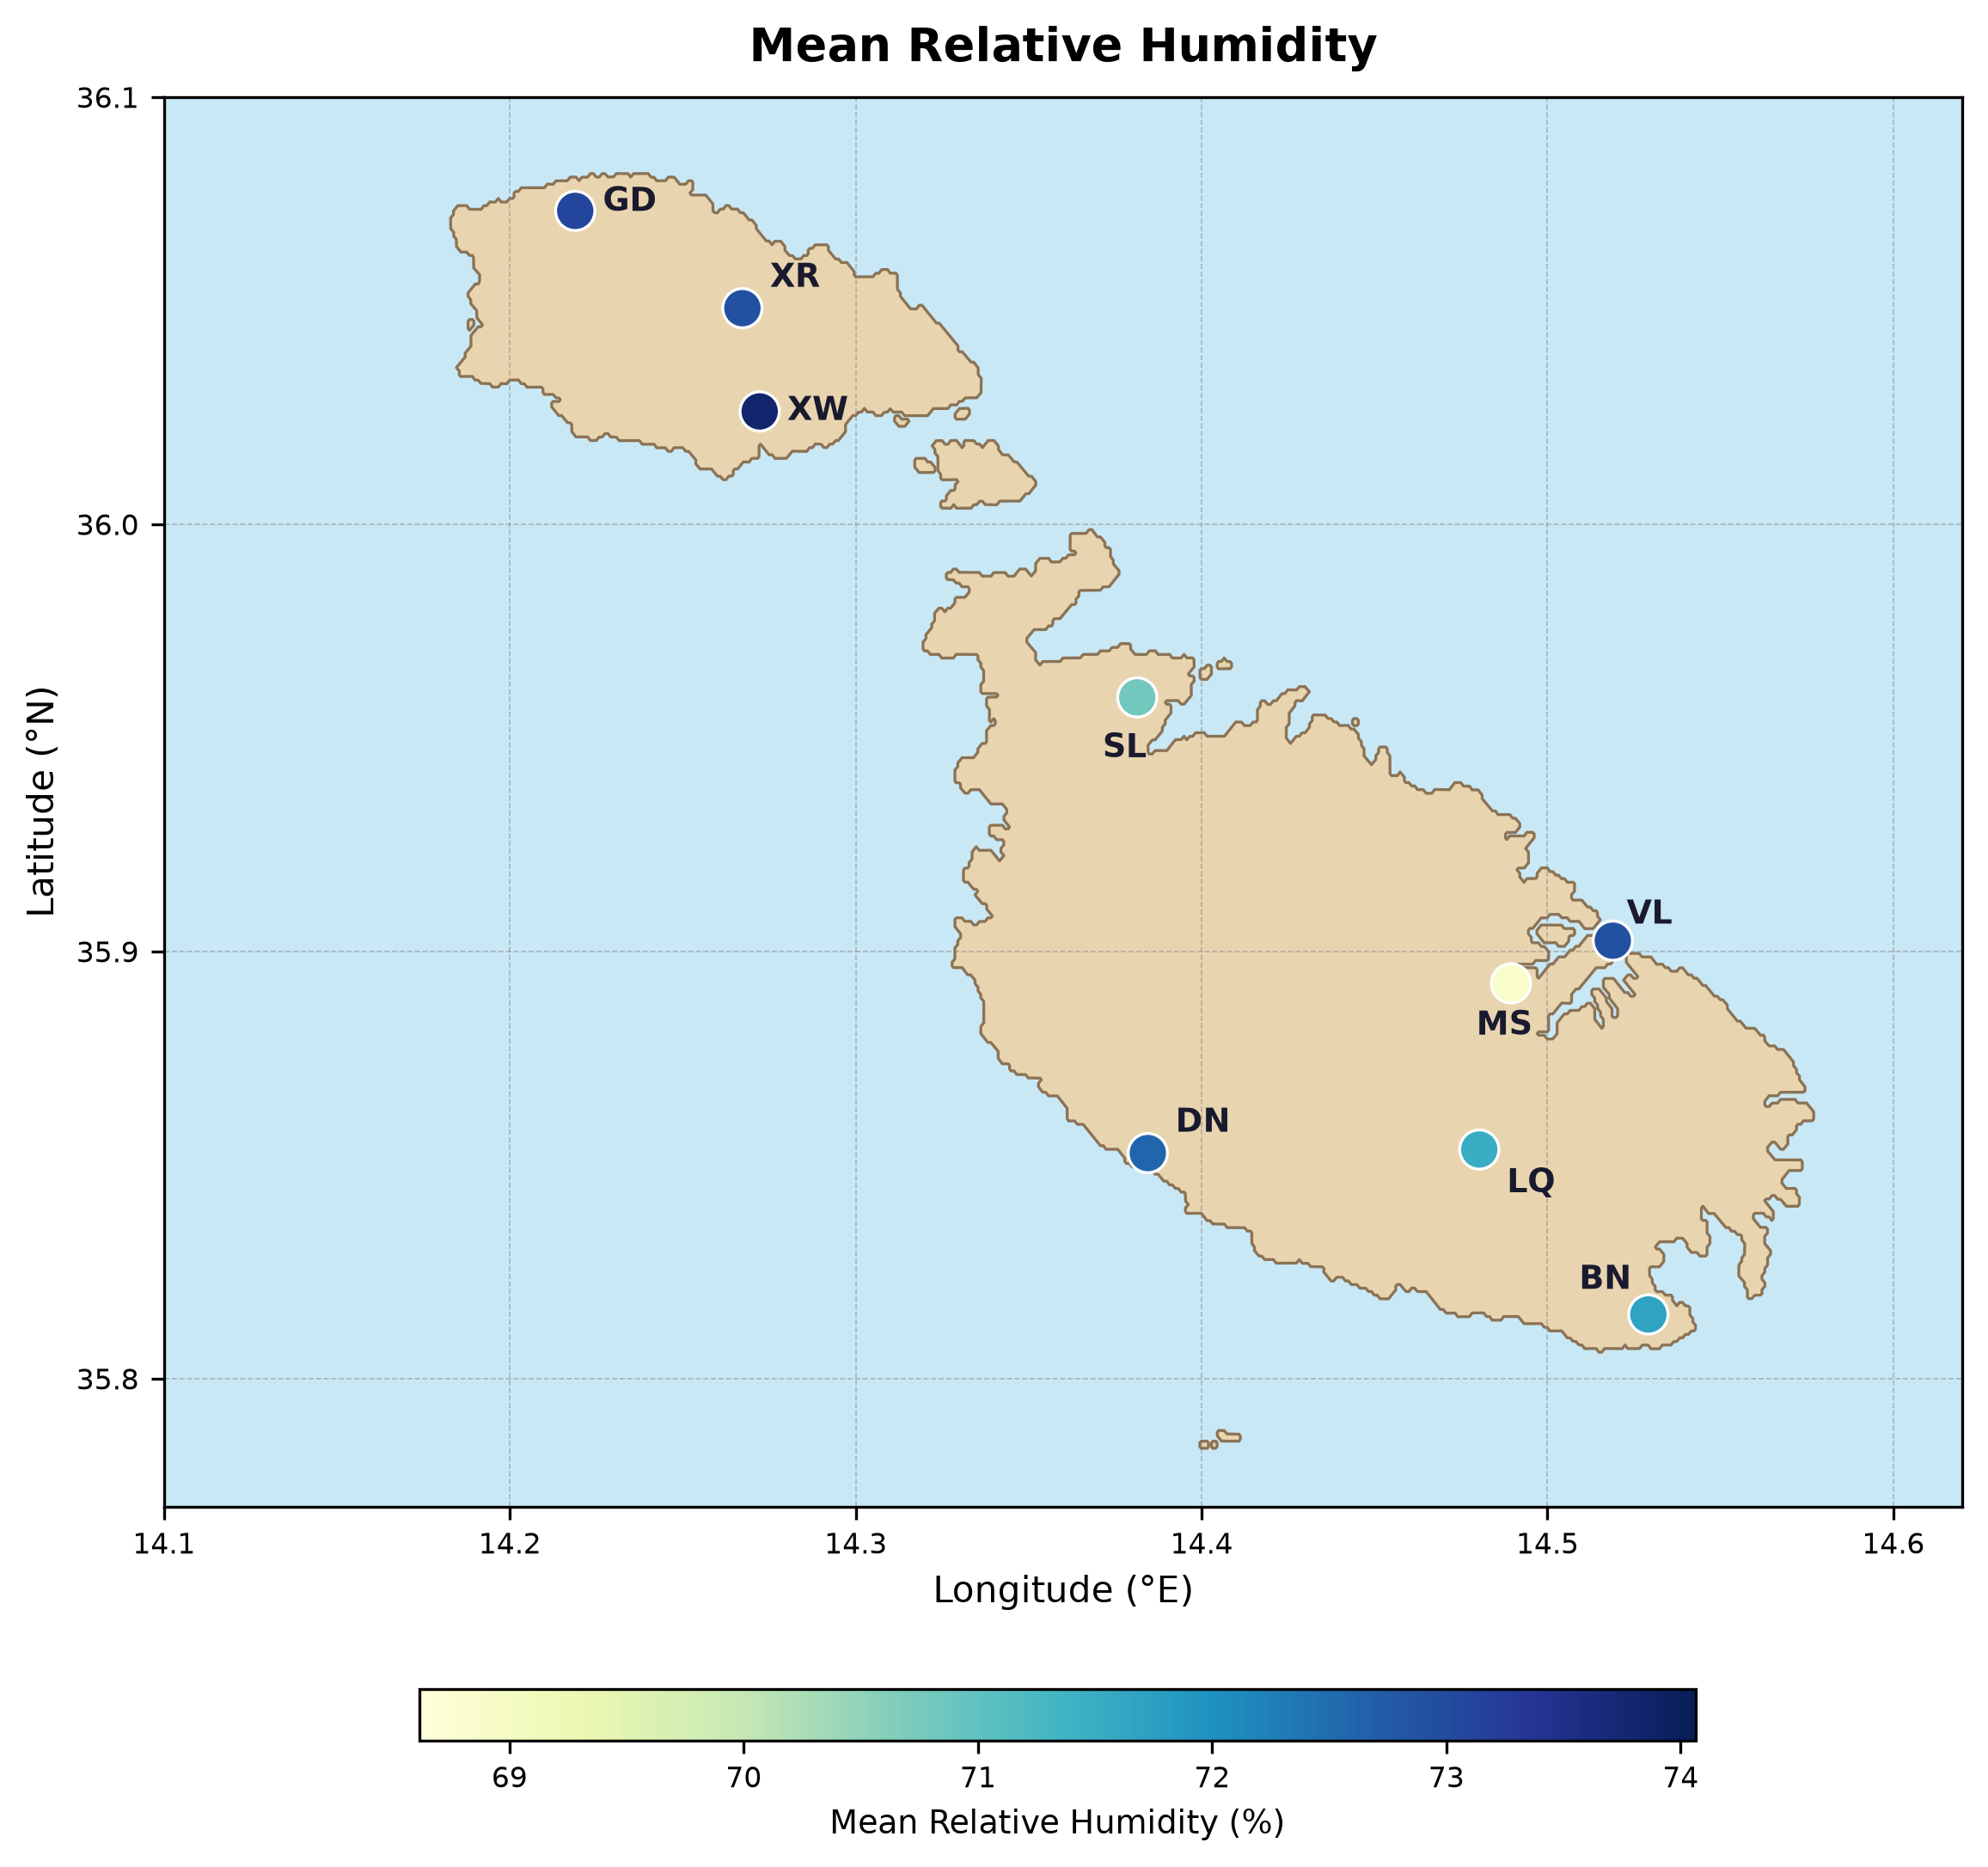 Mean Relative Humidity
36.1
GD
XR
XW
36.0
Latitude (°N)
SL
VL
35.9
MS
DN
LQ
BN
35.8
14.1 14.2 14.3 14.4 14.5 14.6
Longitude (°E)
69 70 71 72 73 74
Mean Relative Humidity (%)